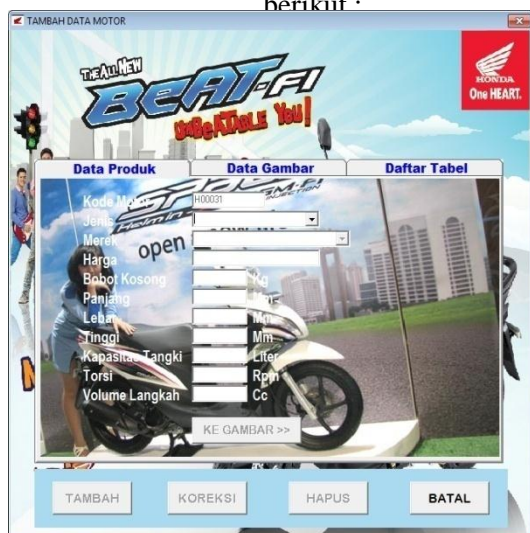 berikut :
TAMBAH DATA MOTOR
THE ALL NEW
BEAT-FI
UNBEATABLE YOU!
HONDA
One HEART.
Data Produk
Data Gambar
Daftar Tabel
Kode Motor H00031
Jenis
Merek
open
Harga
Bobot Kosong Kg
Panjang Mm
Lebar Mm
Tinggi Mm
Kapasitas Tangki Liter
Torsi Rpm
Volume Langkah Cc
KE GAMBAR >>
TAMBAH
KOREKSI
HAPUS
BATAL